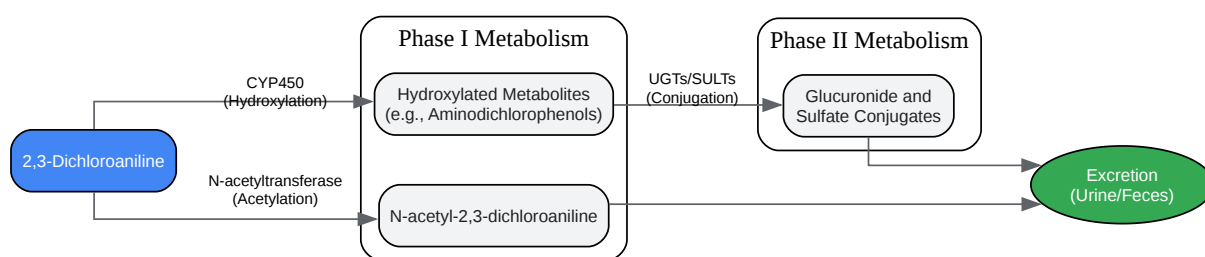 Phase I Metabolism
Phase II Metabolism
CYP450
(Hydroxylation)
Hydroxylated Metabolites
(e.g., Aminodichlorophenols)
UGTs/SULTs
(Conjugation)
Glucuronide and
Sulfate Conjugates
2,3-Dichloroaniline
N-acetyltransferase
(Acetylation)
N-acetyl-2,3-dichloroaniline
Excretion
(Urine/Feces)